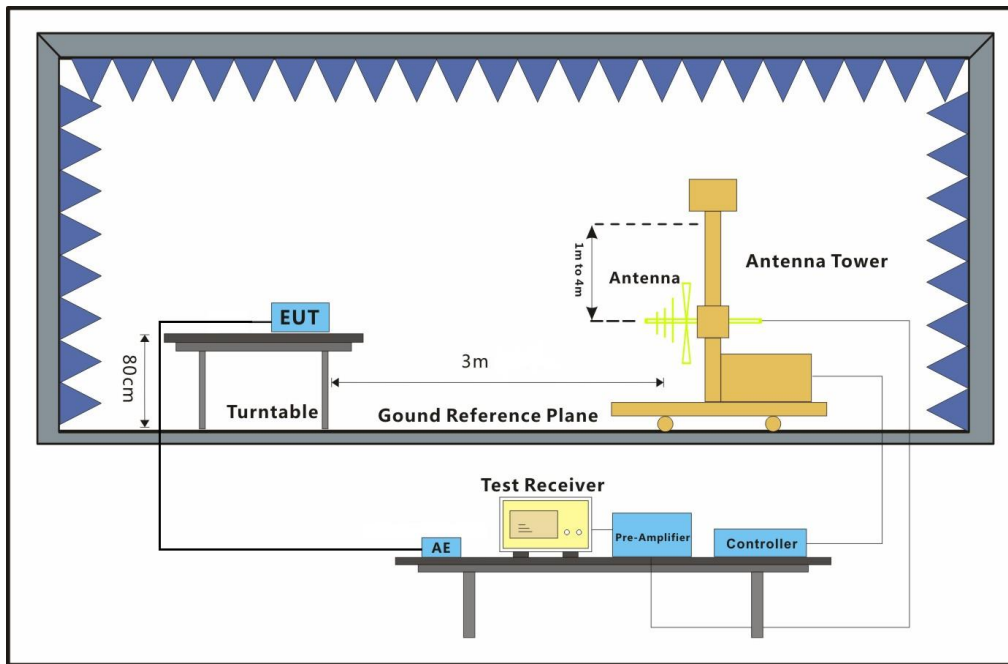 1m to 4m
Antenna
Antenna Tower
EUT
80cm
3m
Turntable
Gound Reference Plane
Test Receiver
AE
Pre-Amplifier
Controller